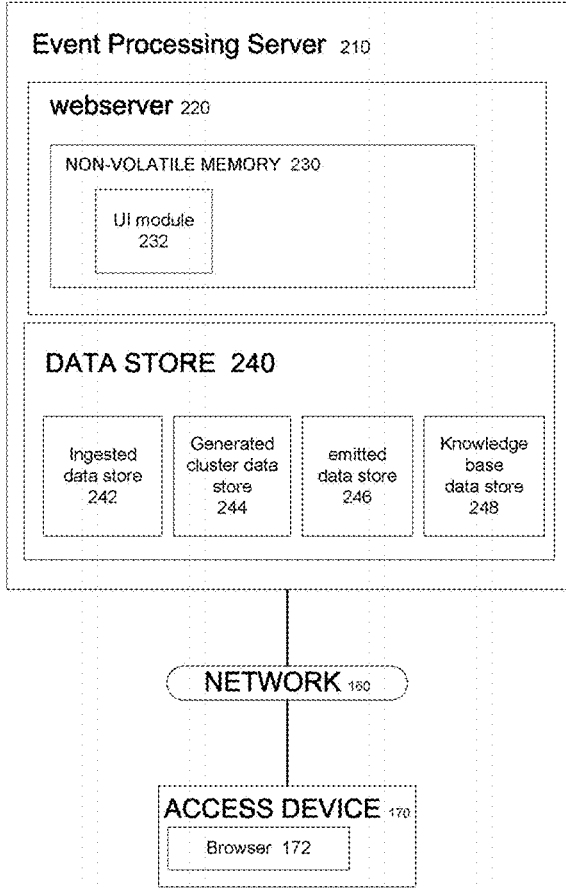 Event Processing Server 210
webserver 220
NON-VOLATILE MEMORY 230
UI module
232
DATA STORE 240
Ingested
data store
242
Generated
cluster data
store
244
emitted
data store
246
Knowledge
base
data store
248
NETWORK 160
ACCESS DEVICE 170
Browser 172